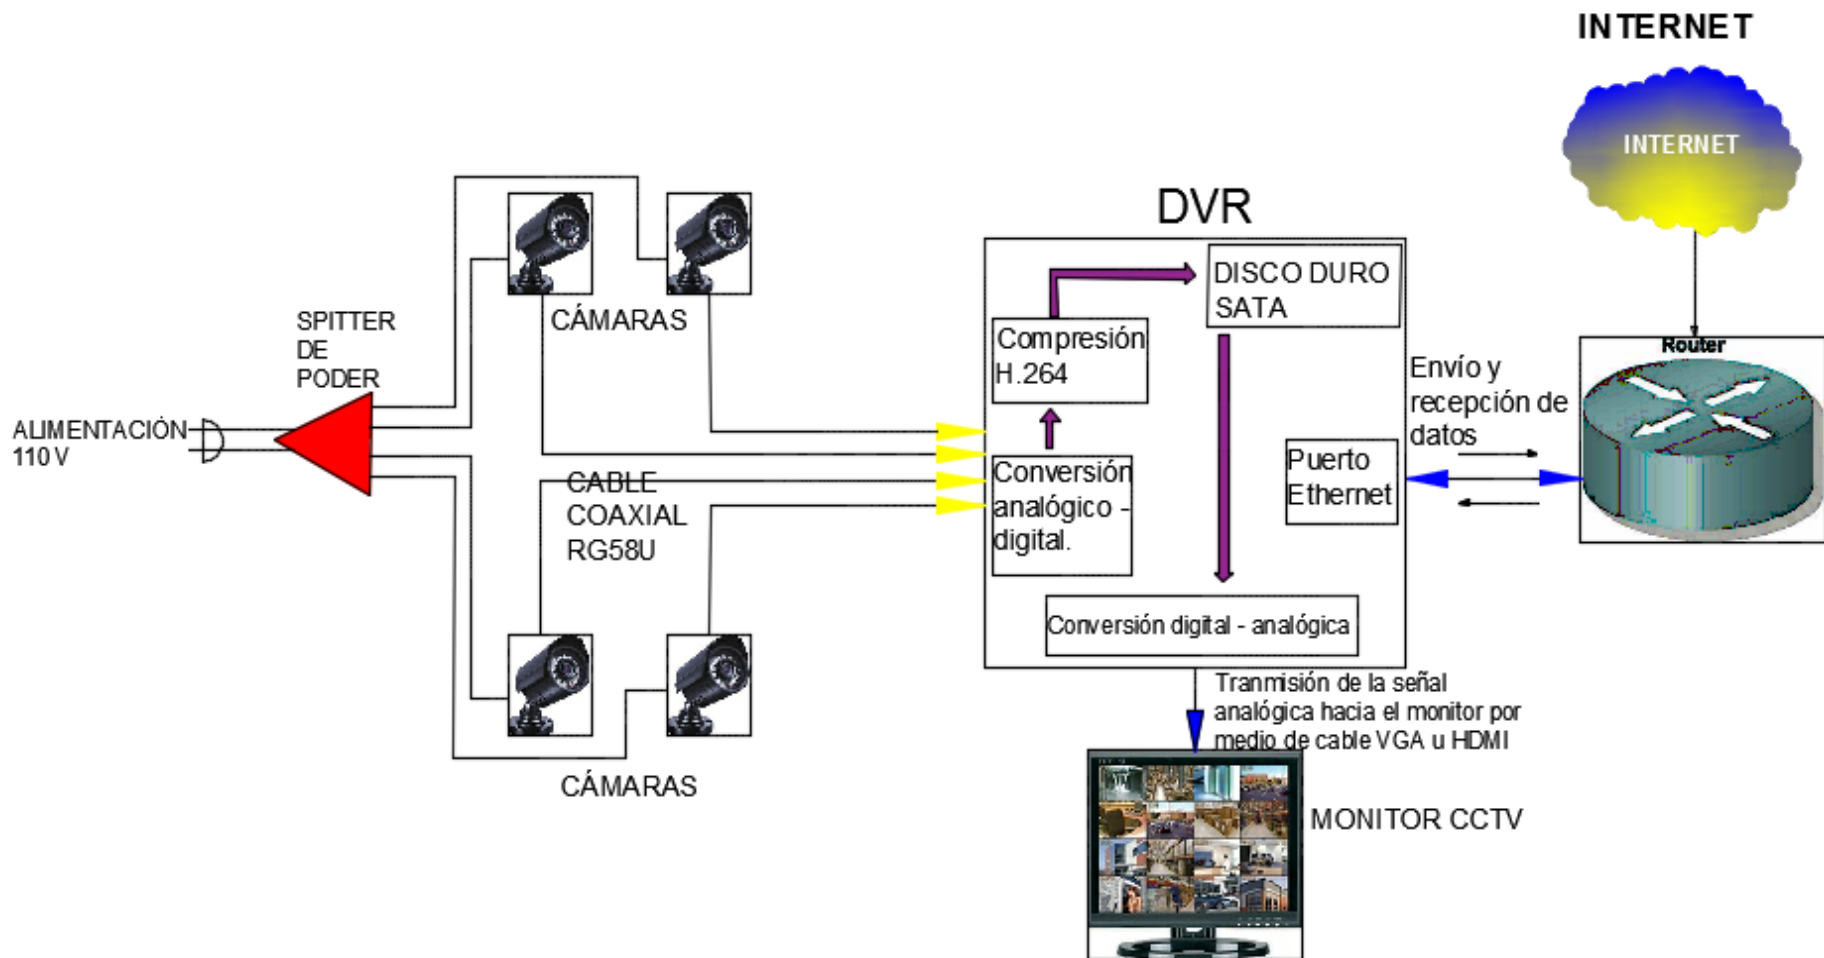 INTERNET
INTERNET
DVR
DISCO DURO
SATA
CÁMARAS
SPITTER
DE
PODER
Compresión
H.264
Router
Envío y
recepción de
datos
ALIMENTACIÓN
110 V
CABLE
COAXIAL
RG58U
Conversión
analógico -
digital.
Puerto
Ethernet
Conversión digital - analógica
Tranmisión de la señal
analógica hacia el monitor por
medio de cable VGA u HDMI
CÁMARAS
MONITOR CCTV